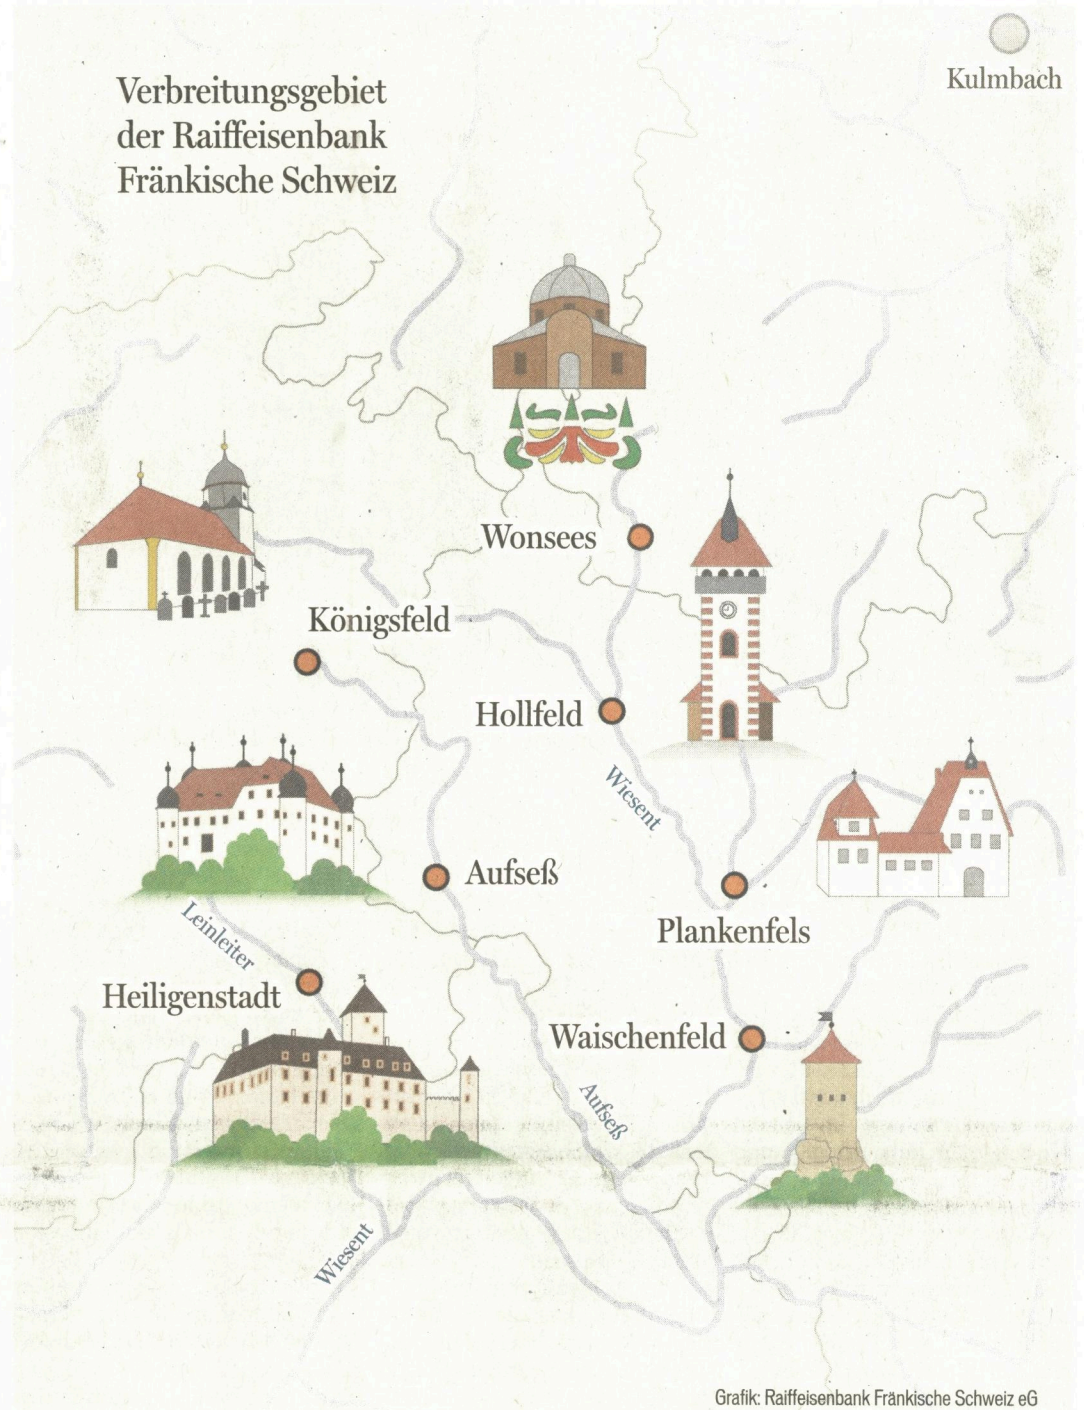 Kulmbach
Verbreitungsgebiet
der Raiffeisenbank
Fränkische Schweiz
Wonsees
Königsfeld
Hollfeld
Wiesent
Aufseß
Plankenfels
Leinleiter
Heiligenstadt
Waischenfeld
Aufseß
Wiesent
Grafik: Raiffeisenbank Fränkische Schweiz eG